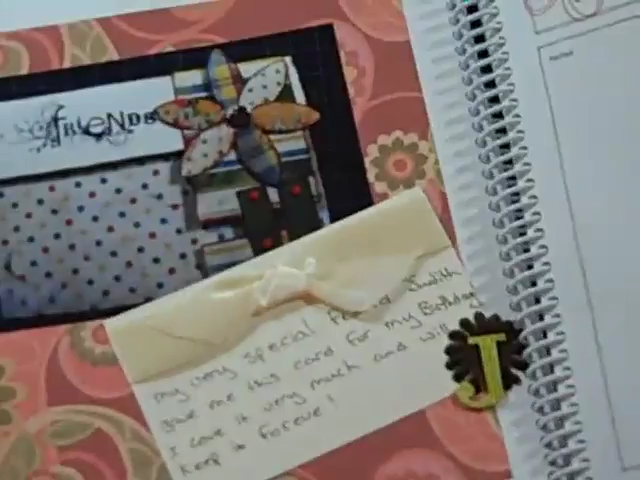 friends
my very special friend Judith
gave me this card for my Birthday!
I love it very much and will
keep it forever!
J